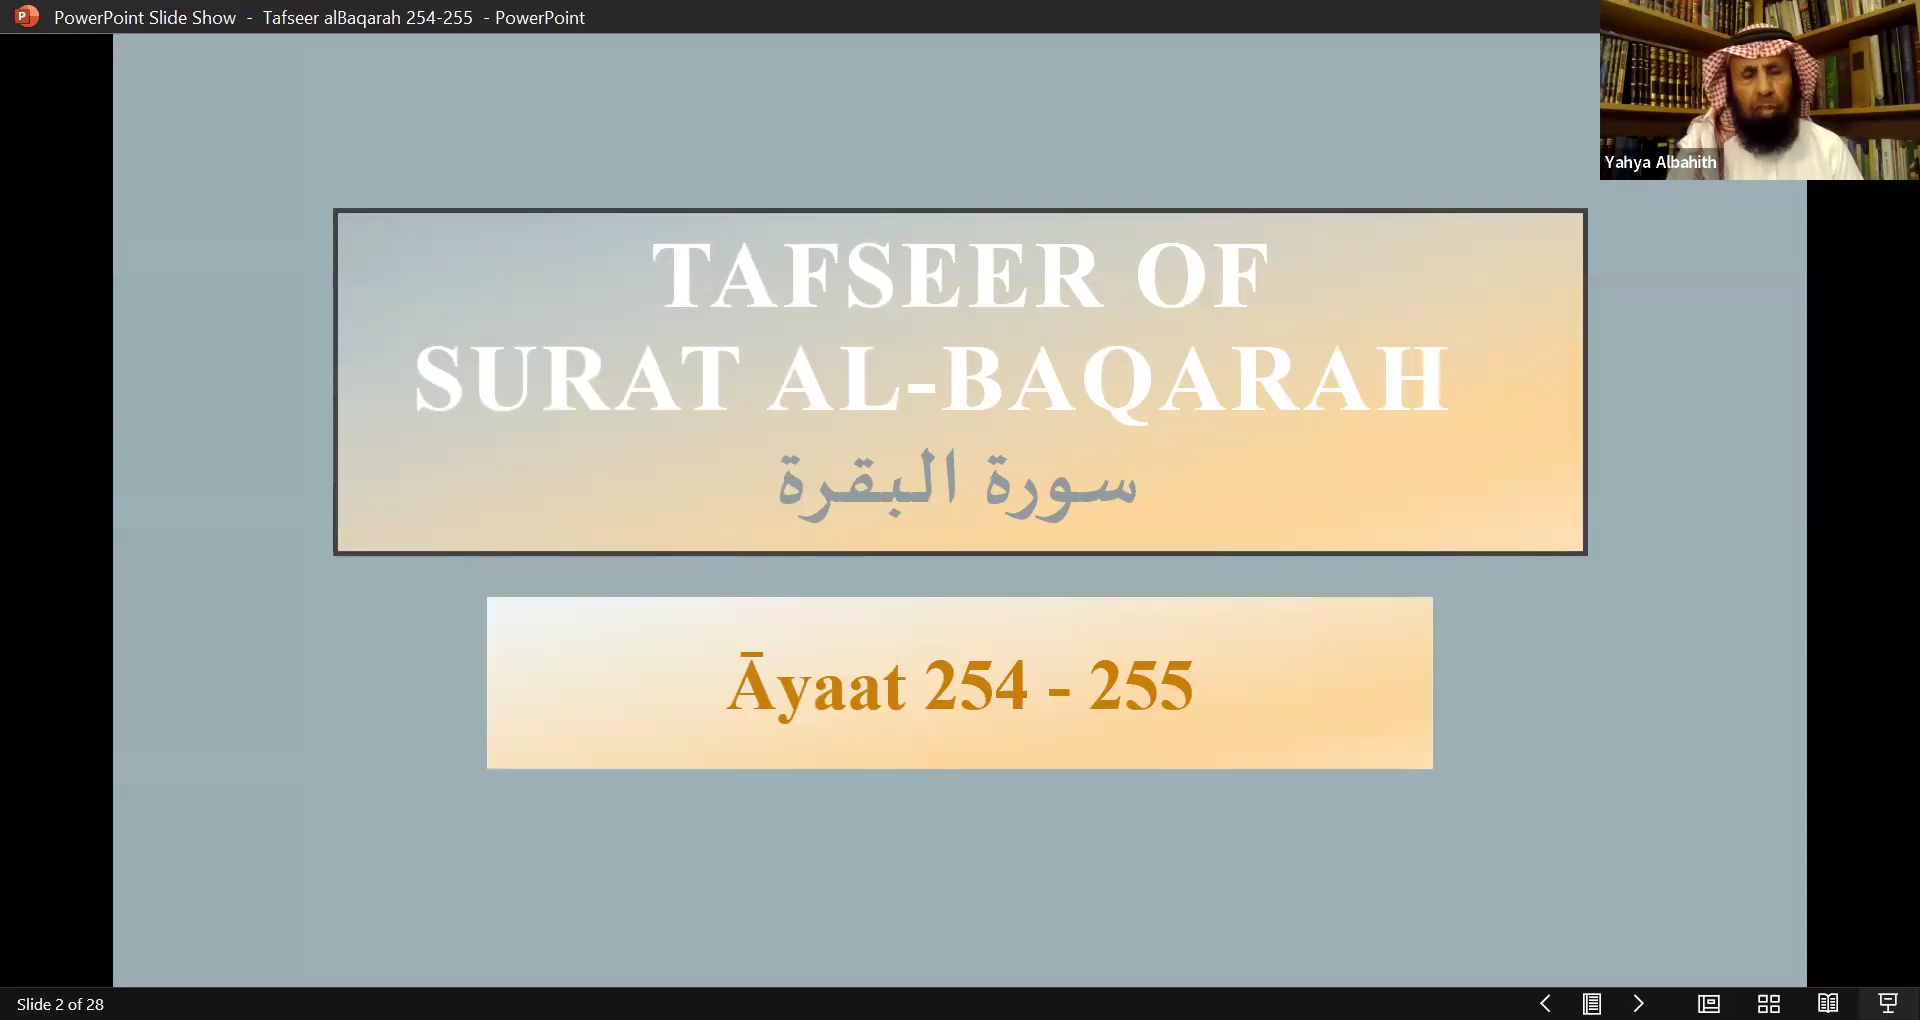 PowerPoint Slide Show - Tafseer alBaqarah 254-255 - PowerPoint
Yahya Albahith
TAFSEER OF
SURAT AL-BAQARAH
سورة البقرة
Āyaat 254 - 255
Slide 2 of 28